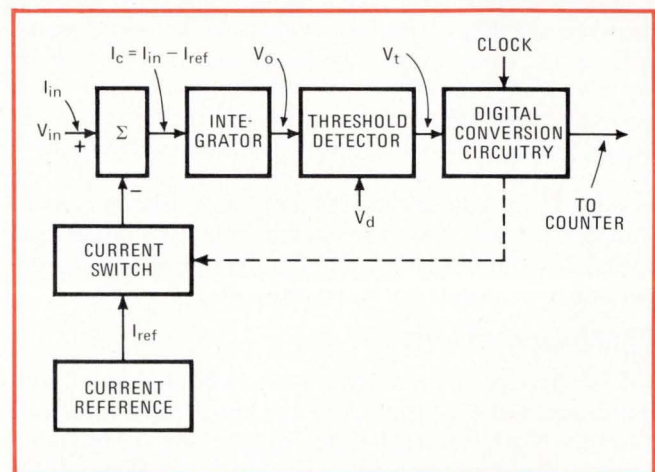 I_c = I_in – I_ref
V_o
V_t
CLOCK
I_in
V_in
+
Σ
INTE-
GRATOR
THRESHOLD
DETECTOR
DIGITAL
CONVERSION
CIRCUITRY
–
V_d
TO
COUNTER
CURRENT
SWITCH
I_ref
CURRENT
REFERENCE